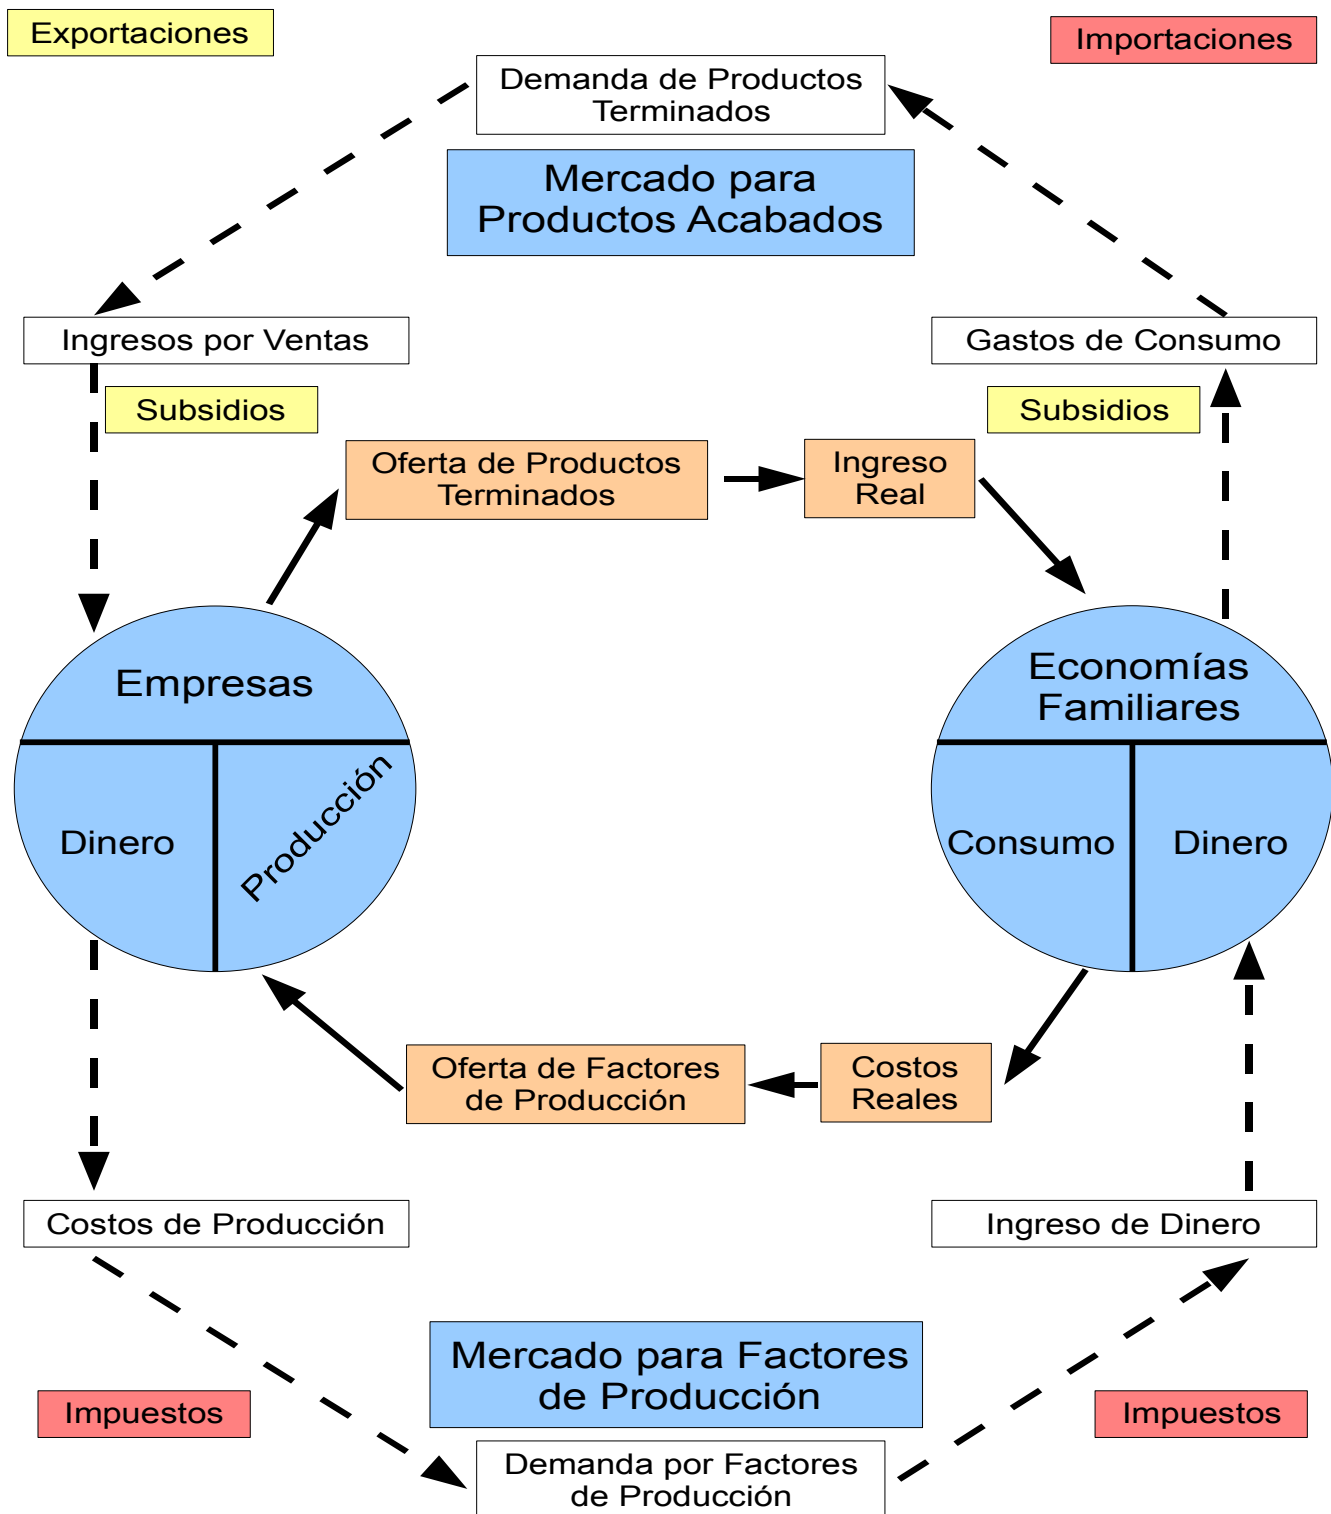 Exportaciones
Importaciones
Demanda de Productos
Terminados
Mercado para
Productos Acabados
Ingresos por Ventas
Gastos de Consumo
Subsidios
Subsidios
Oferta de Productos
Terminados
Ingreso
Real
Empresas
Dinero
Producción
Economías
Familiares
Consumo
Dinero
Oferta de Factores
de Producción
Costos
Reales
Costos de Producción
Ingreso de Dinero
Mercado para Factores
de Producción
Impuestos
Impuestos
Demanda por Factores
de Producción